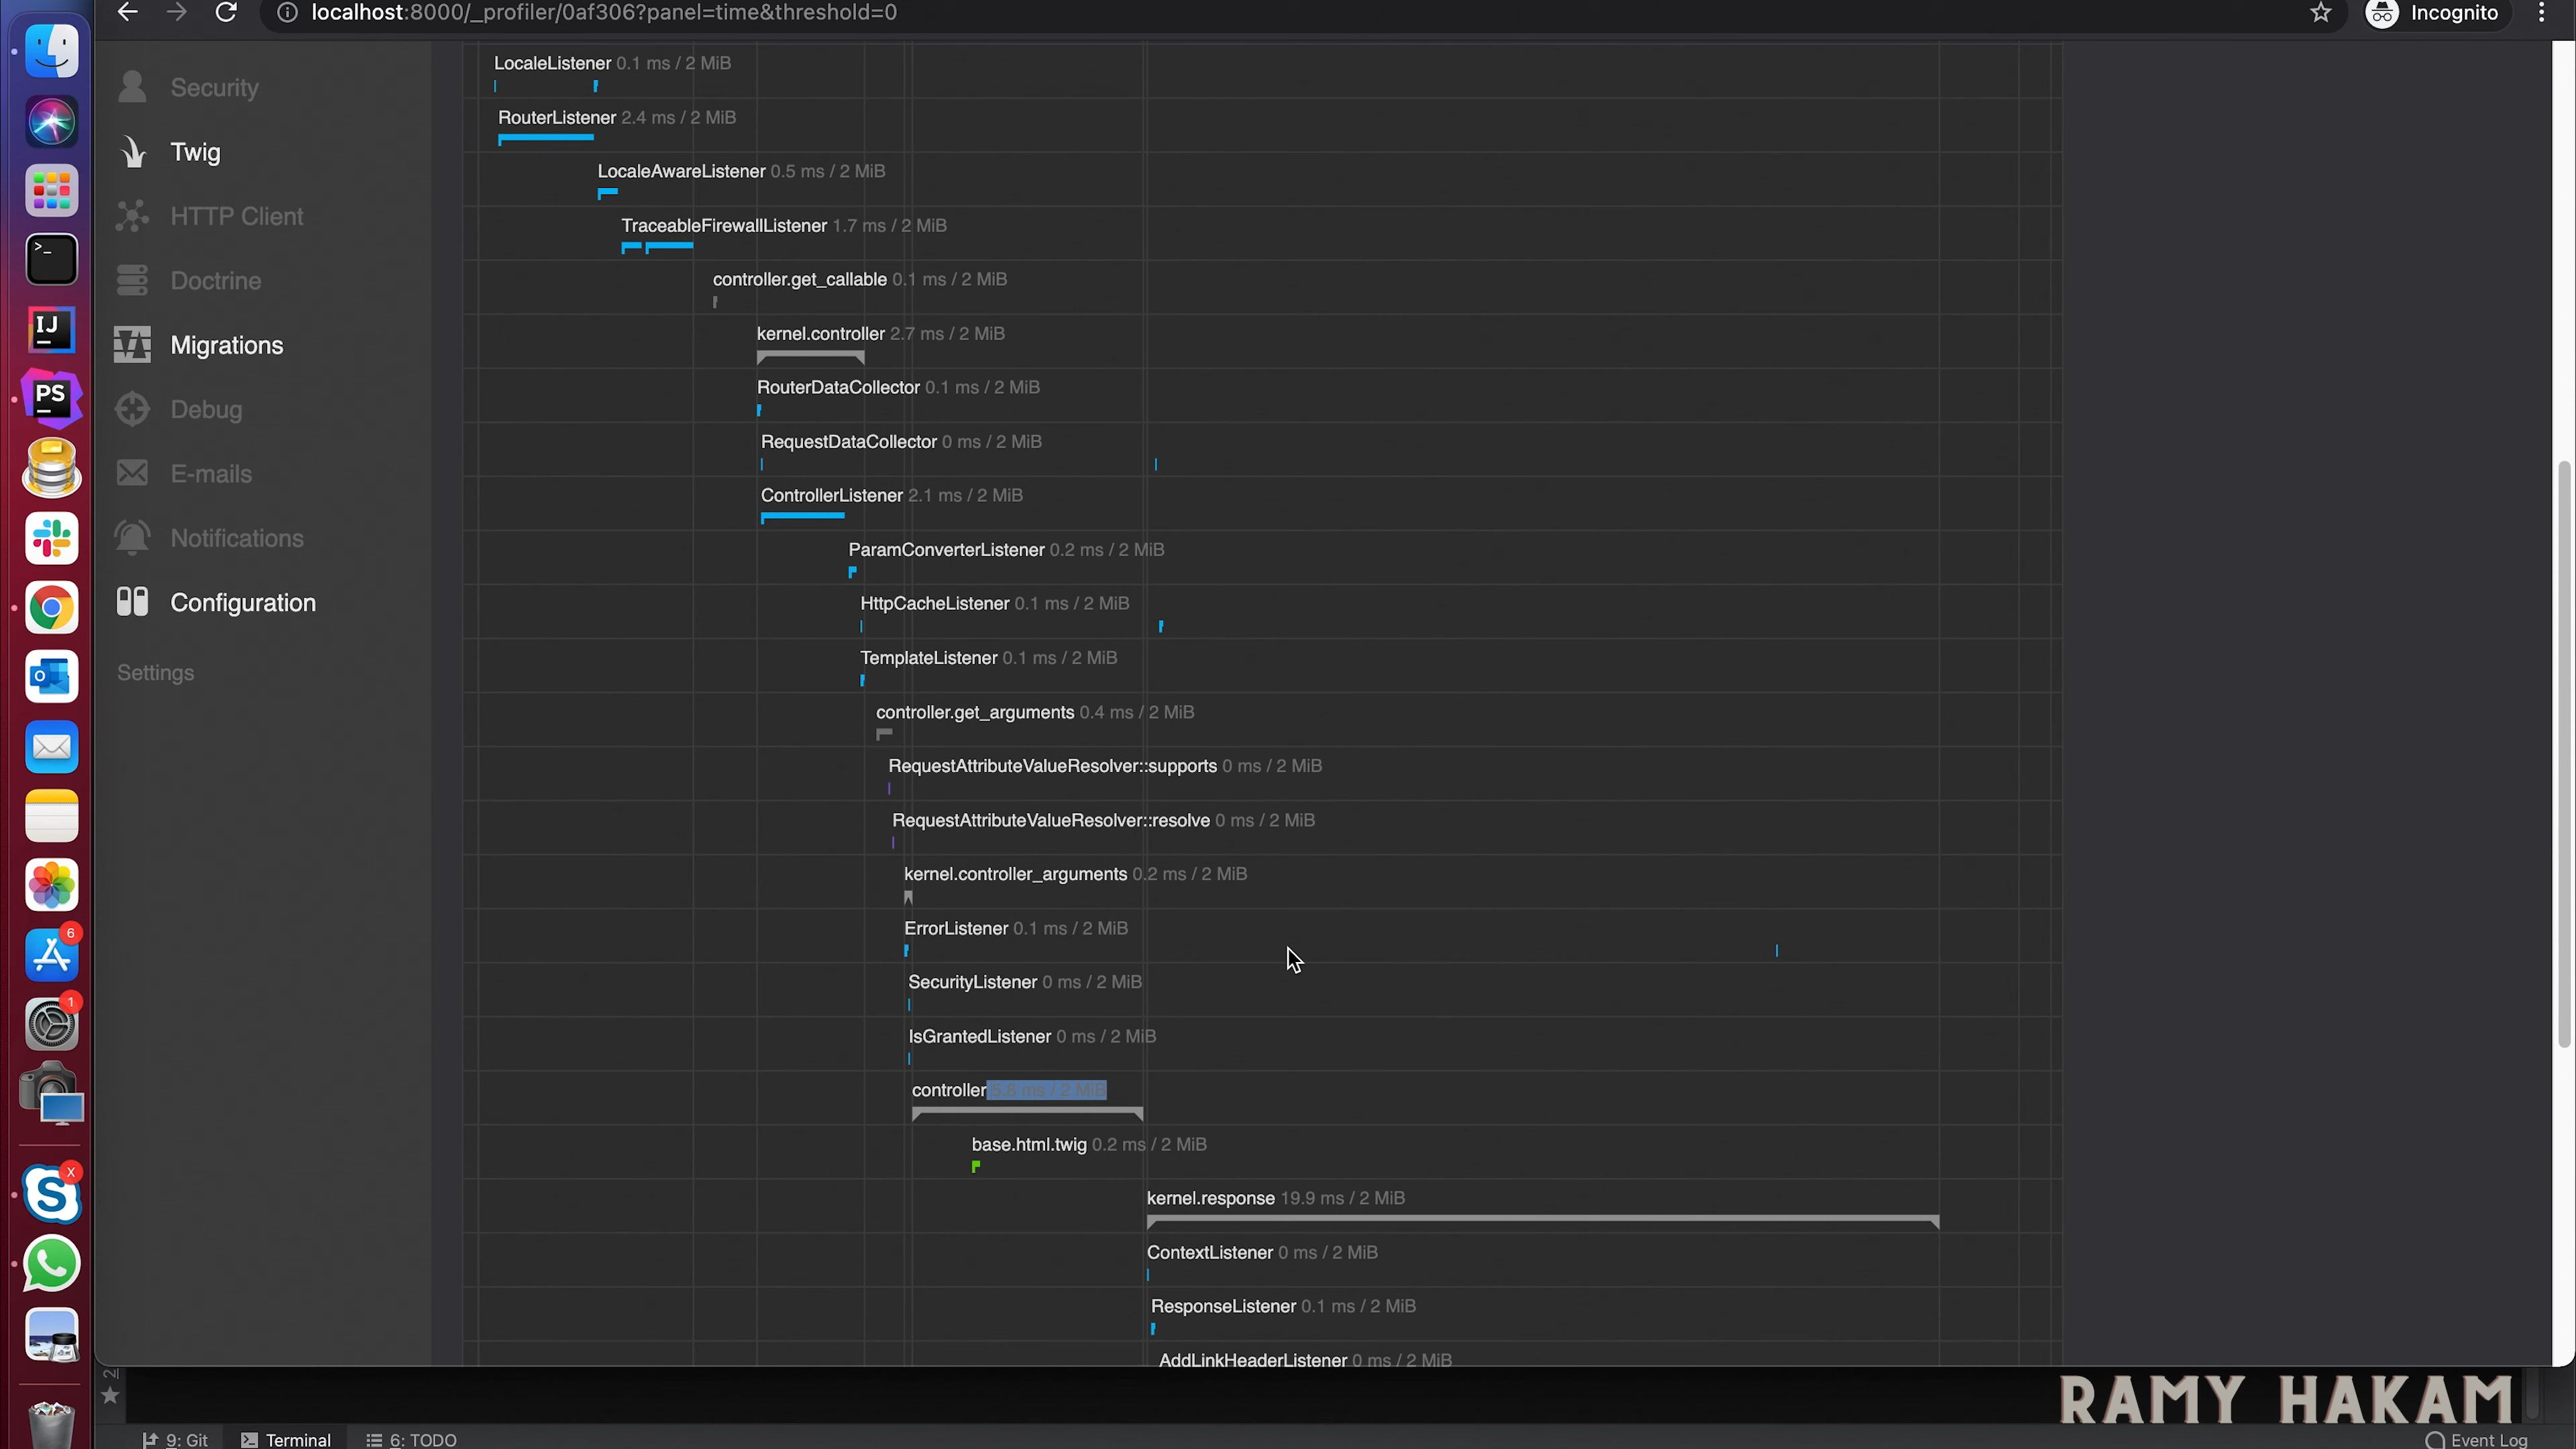 localhost:8000/_profiler/0af306?panel=time&threshold=0
Incognito
Security
Twig
HTTP Client
Doctrine
Migrations
Debug
E-mails
Notifications
Configuration
Settings
LocaleListener 0.1 ms / 2 MiB
RouterListener 2.4 ms / 2 MiB
LocaleAwareListener 0.5 ms / 2 MiB
TraceableFirewallListener 1.7 ms / 2 MiB
controller.get_callable 0.1 ms / 2 MiB
kernel.controller 2.7 ms / 2 MiB
RouterDataCollector 0.1 ms / 2 MiB
RequestDataCollector 0 ms / 2 MiB
ControllerListener 2.1 ms / 2 MiB
ParamConverterListener 0.2 ms / 2 MiB
HttpCacheListener 0.1 ms / 2 MiB
TemplateListener 0.1 ms / 2 MiB
controller.get_arguments 0.4 ms / 2 MiB
RequestAttributeValueResolver::supports 0 ms / 2 MiB
RequestAttributeValueResolver::resolve 0 ms / 2 MiB
kernel.controller_arguments 0.2 ms / 2 MiB
ErrorListener 0.1 ms / 2 MiB
SecurityListener 0 ms / 2 MiB
IsGrantedListener 0 ms / 2 MiB
controller 5.8 ms / 2 MiB
base.html.twig 0.2 ms / 2 MiB
kernel.response 19.9 ms / 2 MiB
ContextListener 0 ms / 2 MiB
ResponseListener 0.1 ms / 2 MiB
AddLinkHeaderListener 0 ms / 2 MiB
IJ
PS
6
1
X
RAMY HAKAM
9: Git
Terminal
6: TODO
Event Log